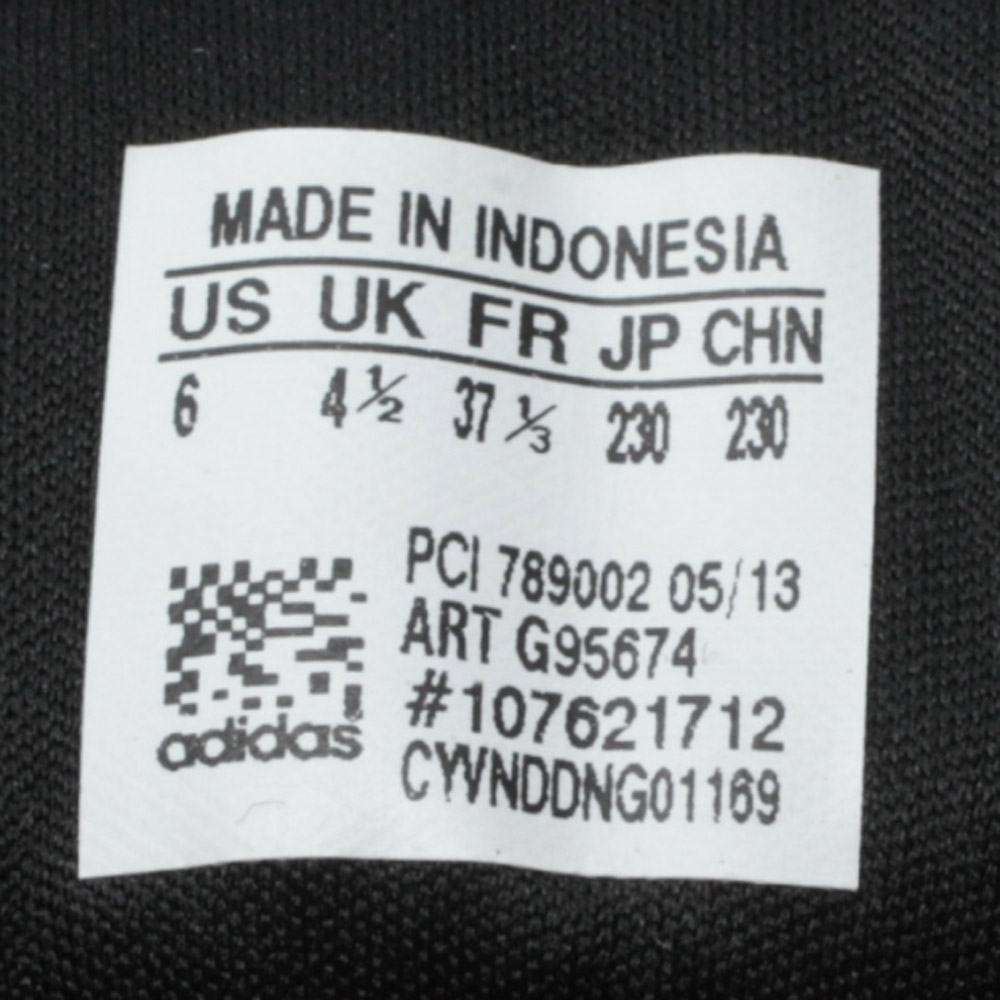 MADE IN INDONESIA
US UK FR JP CHN
6 4½ 37⅓ 230 230
PCI 789002 05/13
ART G95674
#107621712
adidas
CYVNDDNG01169